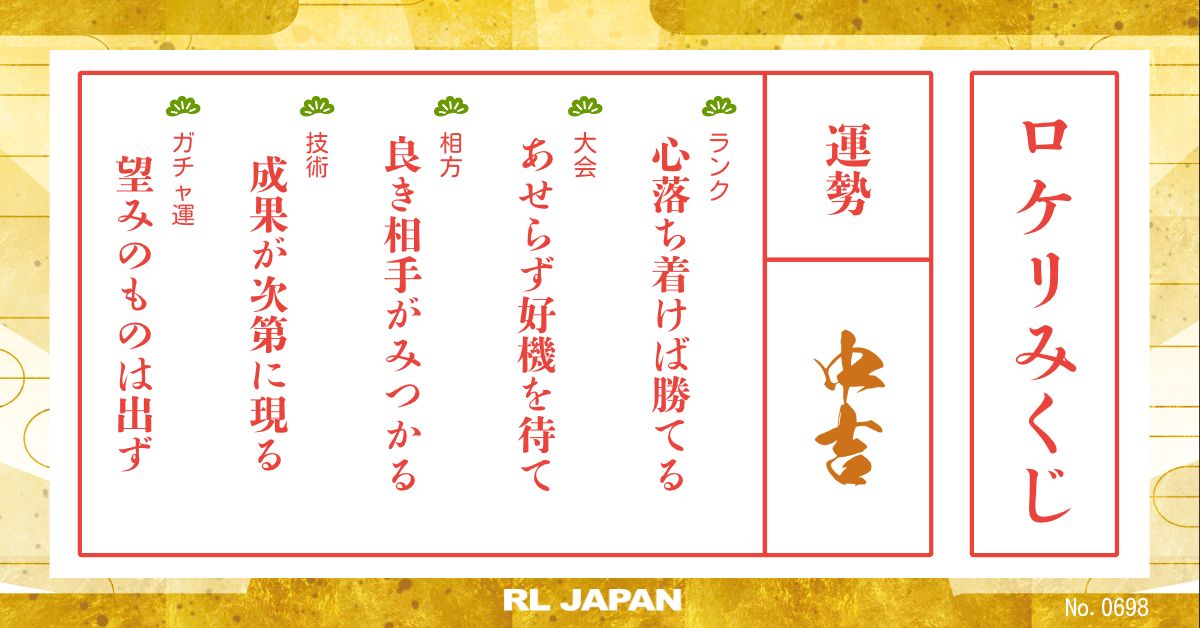 ロケリみくじ
運勢
中吉
ランク
心落ち着けば勝てる
大会
あせらず好機を待て
相方
良き相手がみつかる
技術
成果が次第に現る
ガチャ運
望みのものは出ず
RL JAPAN
No. 0698